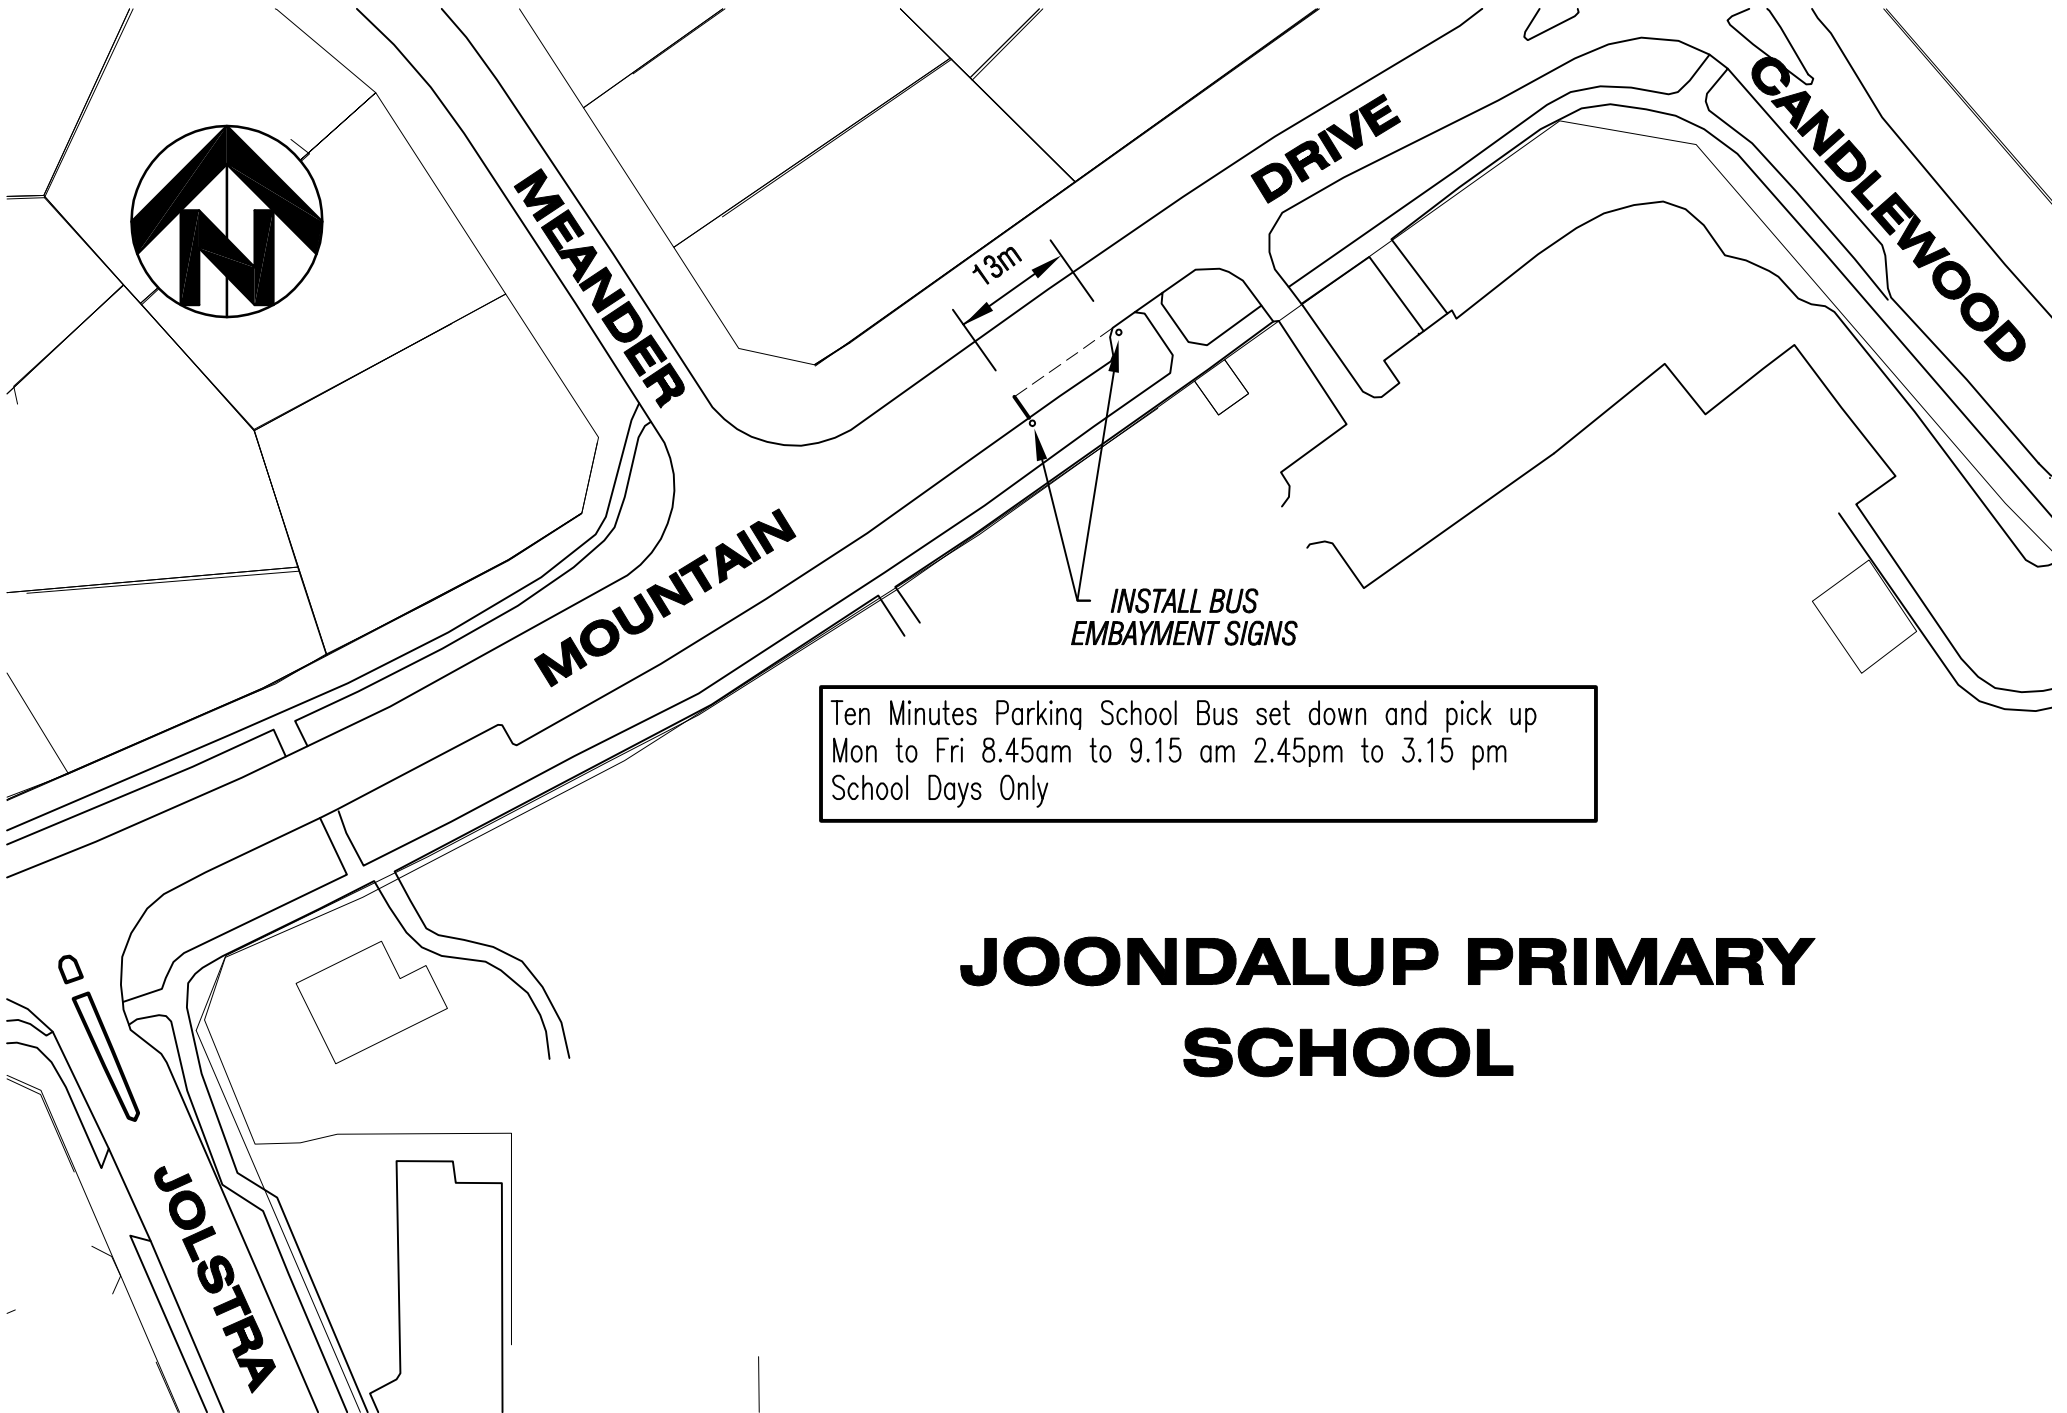 CANDLEWOOD
DRIVE
N
MEANDER
13m
MOUNTAIN
INSTALL BUS
EMBAYMENT SIGNS
Ten Minutes Parking School Bus set down and pick up
Mon to Fri 8.45am to 9.15 am 2.45pm to 3.15 pm
School Days Only
JOONDALUP PRIMARY
SCHOOL
JOLSTRA